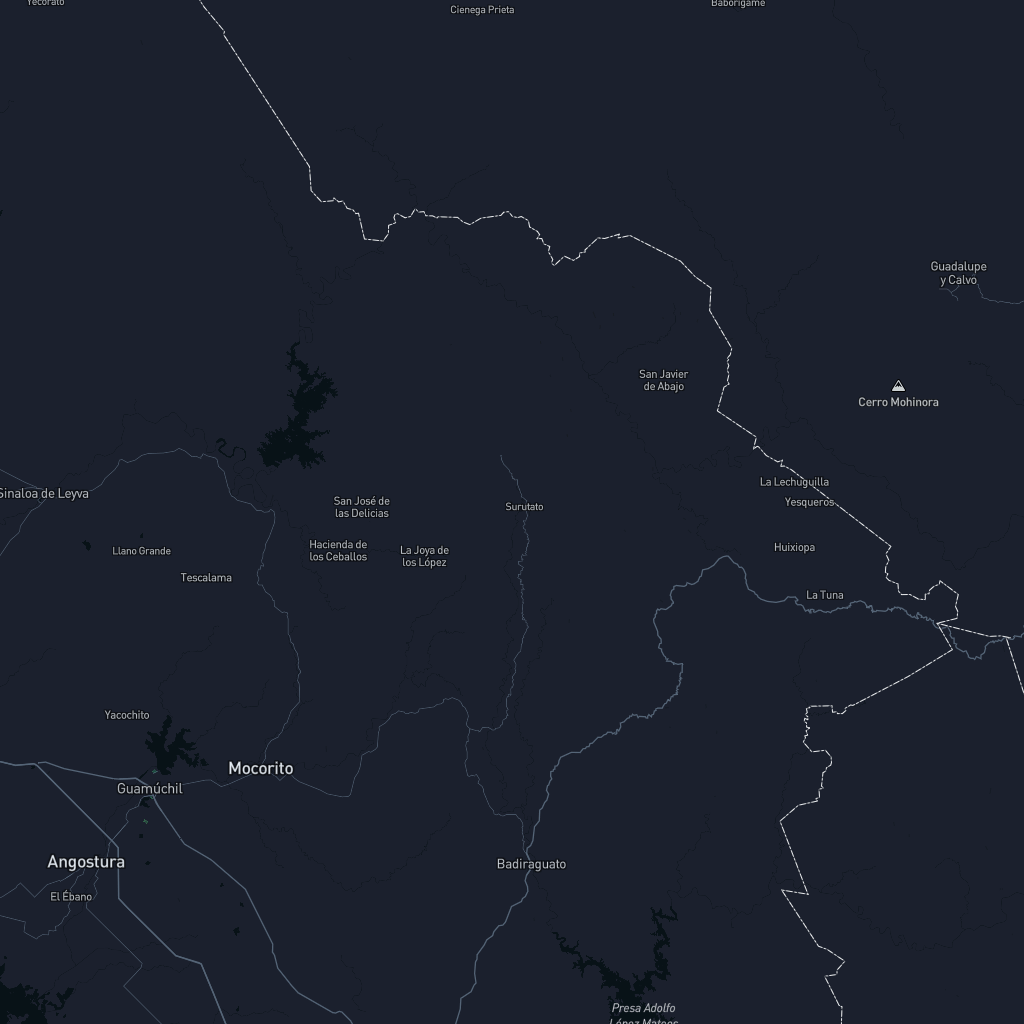 Yecorato
Cienega Prieta
Baborigame
Guadalupe
y Calvo
San Javier
de Abajo
Cerro Mohinora
La Lechuguilla
Yesqueros
Sinaloa de Leyva
San José de
las Delicias
Surutato
Hacienda de
los Ceballos
La Joya de
los López
Huixiopa
Llano Grande
Tescalama
La Tuna
Yacochito
Mocorito
Guamúchil
Angostura
Badiraguato
El Ébano
Presa Adolfo
López Mateos